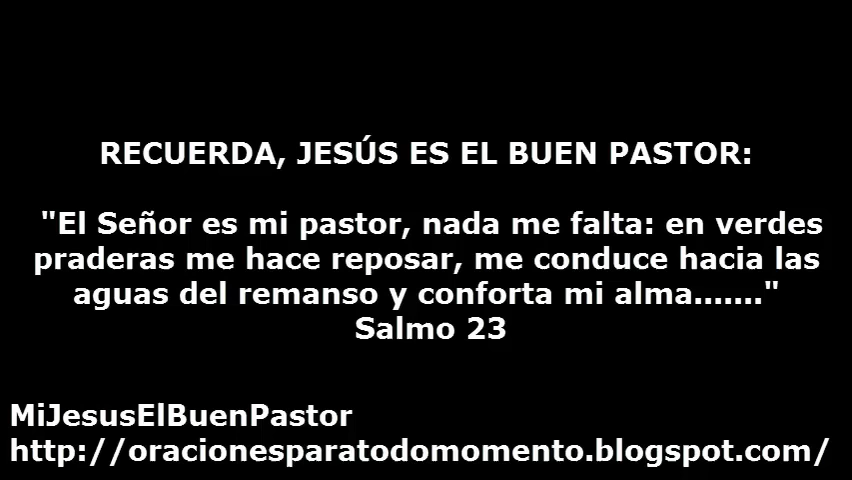 RECUERDA, JESÚS ES EL BUEN PASTOR:
"El Señor es mi pastor, nada me falta: en verdes
praderas me hace reposar, me conduce hacia las
aguas del remanso y conforta mi alma......."
Salmo 23
MiJesusElBuenPastor
http://oracionesparatodomomento.blogspot.com/